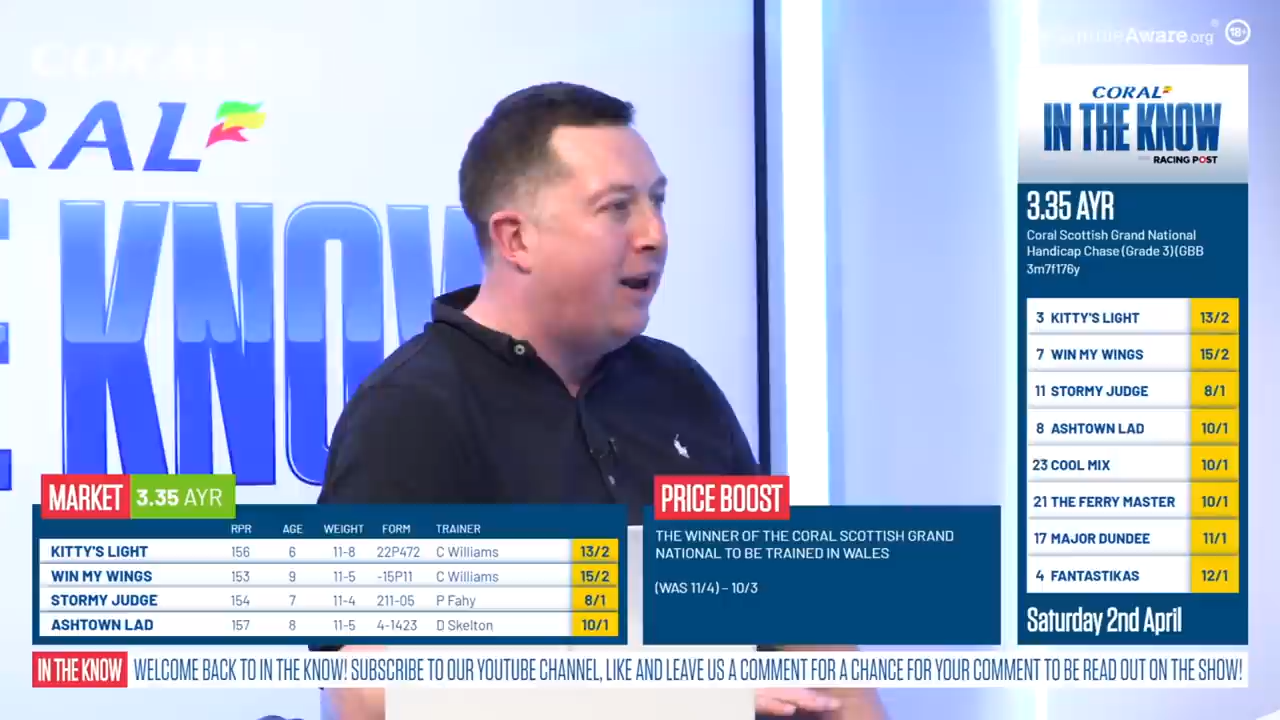 CORAL
Aware.org
18+
RAL
E KNOW
CORAL
IN THE KNOW
RACING POST
3.35 AYR
Coral Scottish Grand National
Handicap Chase (Grade 3) (GBB
3m7f176y
3 KITTY'S LIGHT 13/2
7 WIN MY WINGS 15/2
11 STORMY JUDGE 8/1
8 ASHTOWN LAD 10/1
23 COOL MIX 10/1
21 THE FERRY MASTER 10/1
17 MAJOR DUNDEE 11/1
4 FANTASTIKAS 12/1
Saturday 2nd April
MARKET 3.35 AYR
RPR AGE WEIGHT FORM TRAINER
KITTY'S LIGHT 156 6 11-8 22P472 C Williams 13/2
WIN MY WINGS 153 9 11-5 -15P11 C Williams 15/2
STORMY JUDGE 154 7 11-4 211-05 P Fahy 8/1
ASHTOWN LAD 157 8 11-5 4-1423 D Skelton 10/1
PRICE BOOST
THE WINNER OF THE CORAL SCOTTISH GRAND
NATIONAL TO BE TRAINED IN WALES
(WAS 11/4) – 10/3
IN THE KNOW WELCOME BACK TO IN THE KNOW! SUBSCRIBE TO OUR YOUTUBE CHANNEL, LIKE AND LEAVE US A COMMENT FOR A CHANCE FOR YOUR COMMENT TO BE READ OUT ON THE SHOW!